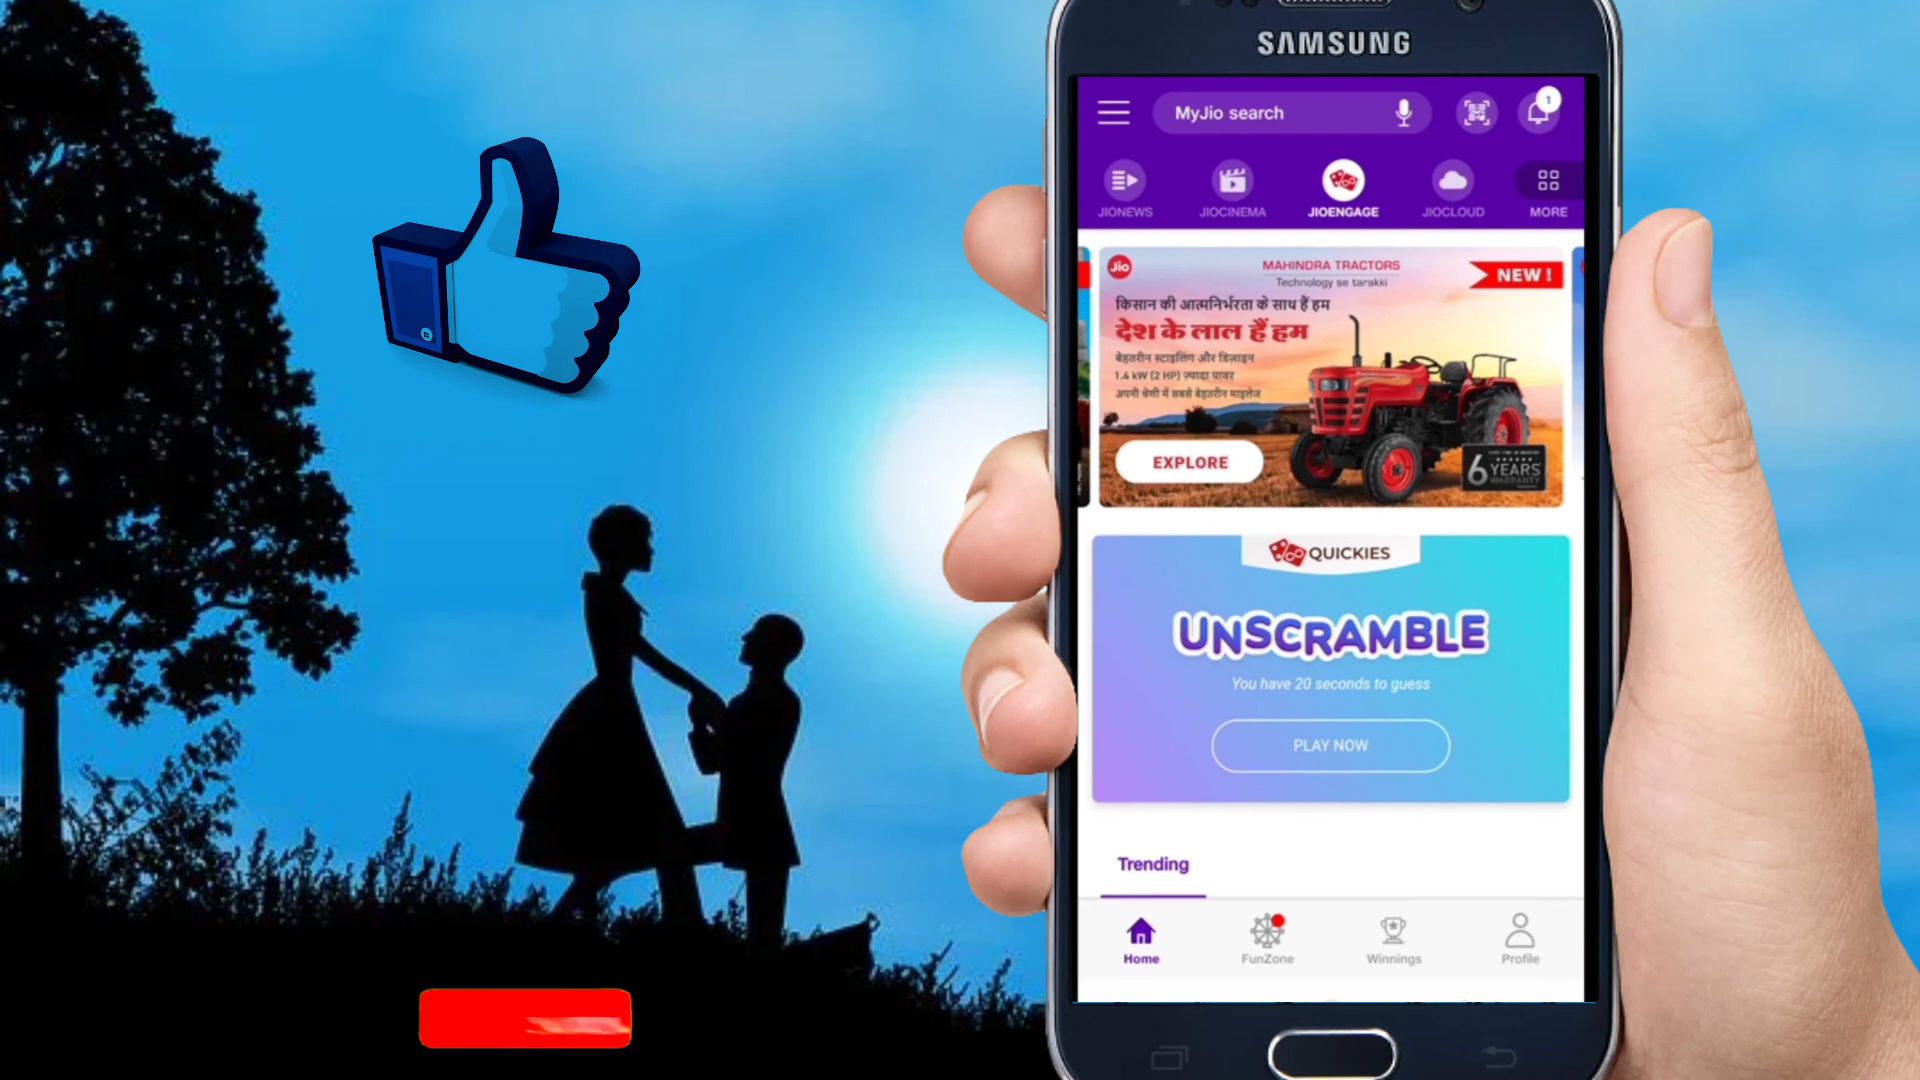 SAMSUNG
MyJio search
1
JIONEWS
JIOCINEMA
JIOENGAGE
JIOCLOUD
MORE
Jio
MAHINDRA TRACTORS
Technology se tarakki
NEW !
किसान की आत्मनिर्भरता के साथ हैं हम
देश के लाल हैं हम
बेहतरीन स्टाइलिंग और डिज़ाइन
1.4 kW (2 HP) ज़्यादा पावर
अपनी श्रेणी में सबसे बेहतरीन माइलेज
EXPLORE
6 YEARS
WARRANTY
QUICKIES
UNSCRAMBLE
You have 20 seconds to guess
PLAY NOW
Trending
Home
FunZone
Winnings
Profile